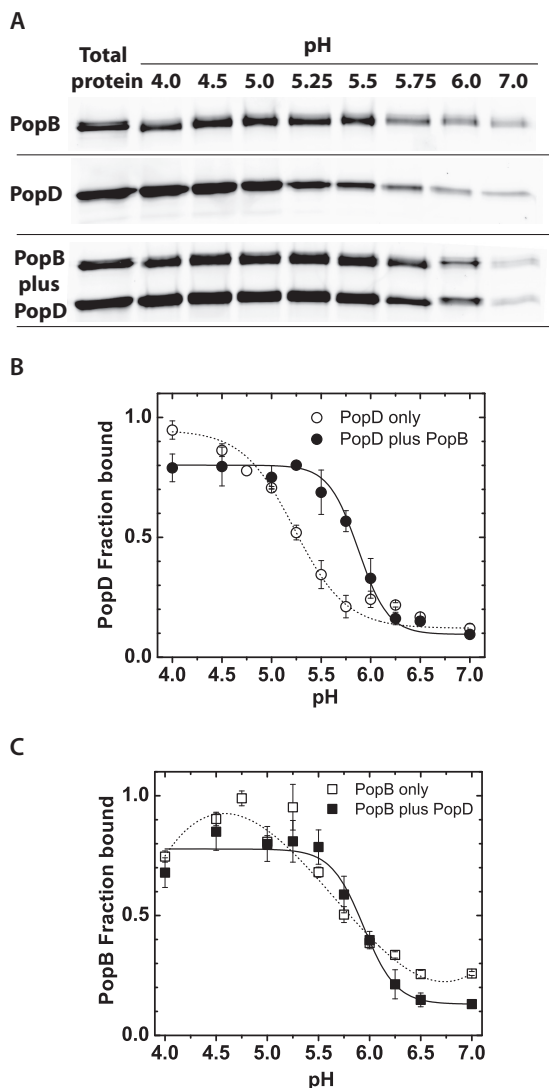 A
pH
Total
protein 4.0 4.5 5.0 5.25 5.5 5.75 6.0 7.0
PopB
PopD
PopB
plus
PopD
B
PopD only
PopD plus PopB
1.0
0.5
0.0
PopD Fraction bound
4.0 4.5 5.0 5.5 6.0 6.5 7.0
pH
C
PopB only
PopB plus PopD
1.0
0.5
0.0
PopB Fraction bound
4.0 4.5 5.0 5.5 6.0 6.5 7.0
pH